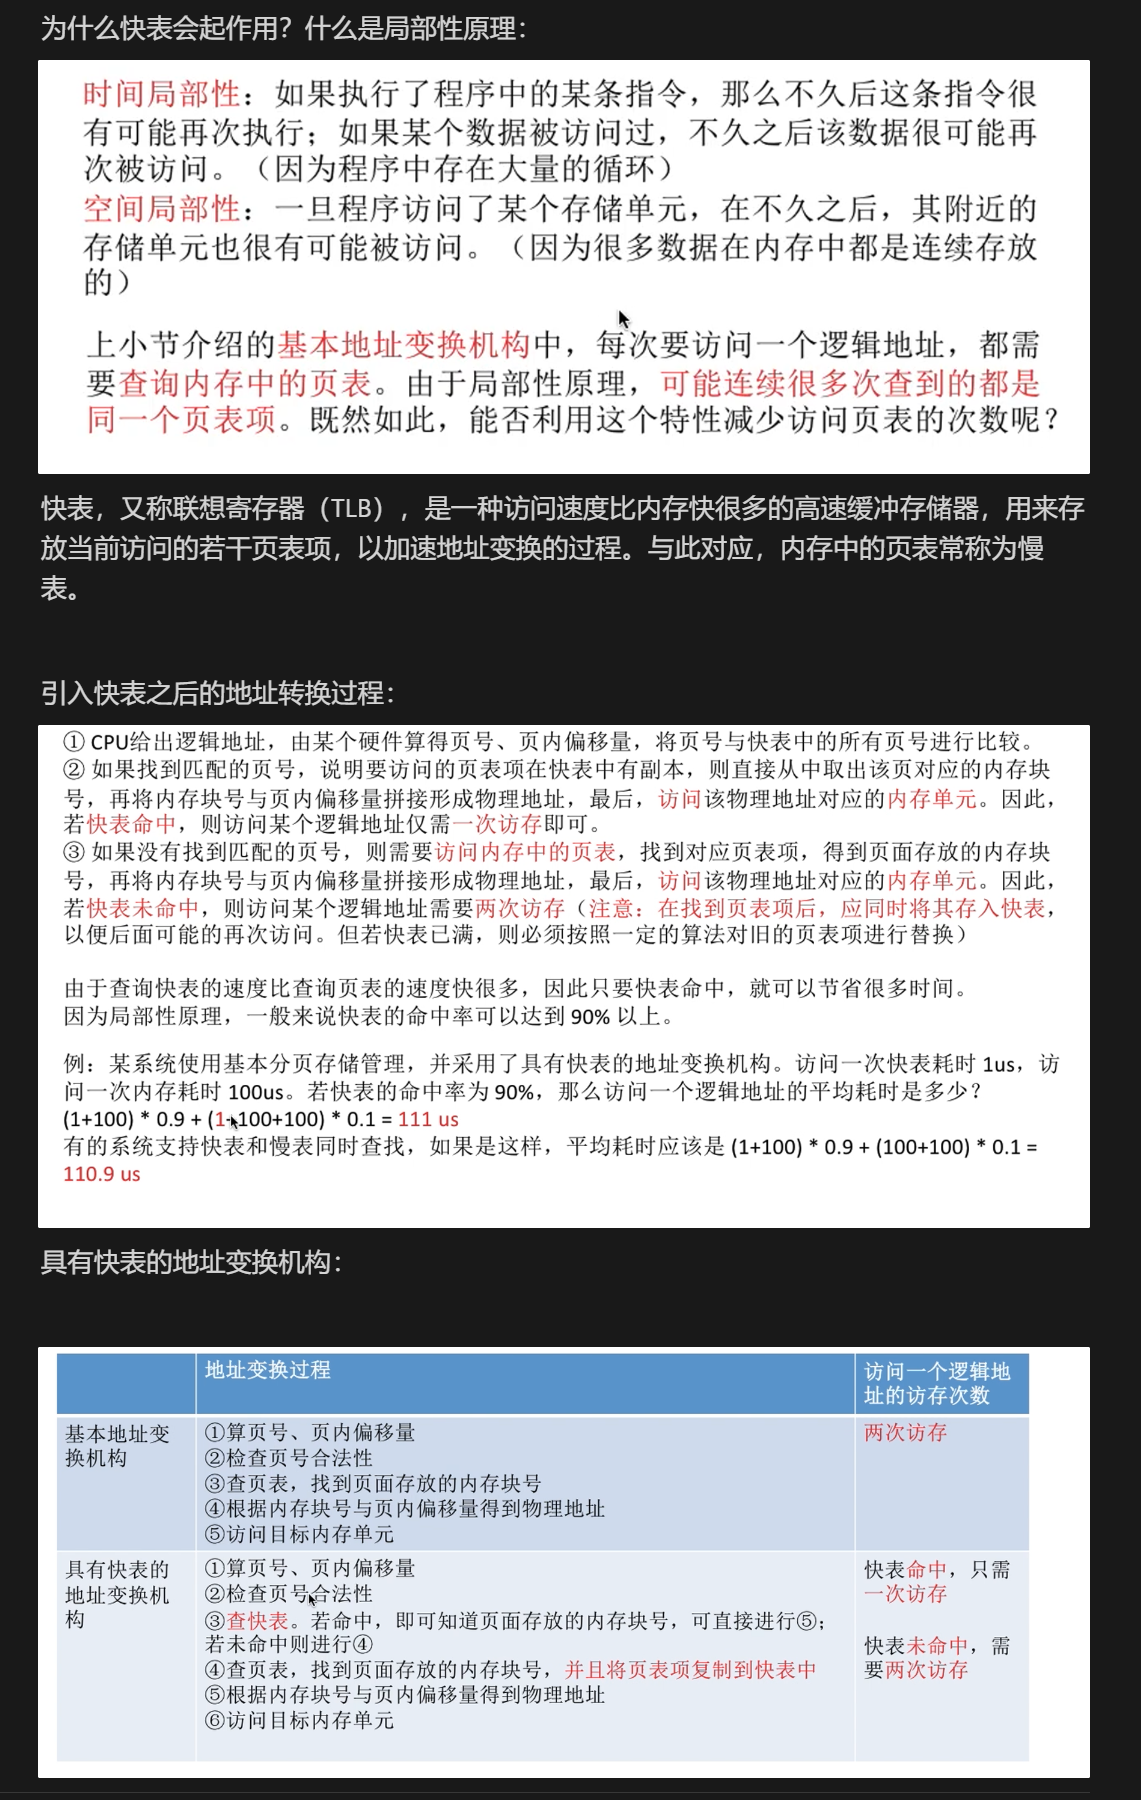 为什么快表会起作用？什么是局部性原理：
时间局部性：如果执行了程序中的某条指令，那么不久后这条指令很
有可能再次执行；如果某个数据被访问过，不久之后该数据很可能再
次被访问。（因为程序中存在大量的循环）
空间局部性：一旦程序访问了某个存储单元，在不久之后，其附近的
存储单元也很有可能被访问。（因为很多数据在内存中都是连续存放
的）
上小节介绍的基本地址变换机构中，每次要访问一个逻辑地址，都需
要查询内存中的页表。由于局部性原理，可能连续很多次查到的都是
同一个页表项。既然如此，能否利用这个特性减少访问页表的次数呢？
快表，又称联想寄存器（TLB），是一种访问速度比内存快很多的高速缓冲存储器，用来存
放当前访问的若干页表项，以加速地址变换的过程。与此对应，内存中的页表常称为慢
表。
引入快表之后的地址转换过程：
① CPU给出逻辑地址，由某个硬件算得页号、页内偏移量，将页号与快表中的所有页号进行比较。
② 如果找到匹配的页号，说明要访问的页表项在快表中有副本，则直接从中取出该页对应的内存块
号，再将内存块号与页内偏移量拼接形成物理地址，最后，访问该物理地址对应的内存单元。因此，
若快表命中，则访问某个逻辑地址仅需一次访存即可。
③ 如果没有找到匹配的页号，则需要访问内存中的页表，找到对应页表项，得到页面存放的内存块
号，再将内存块号与页内偏移量拼接形成物理地址，最后，访问该物理地址对应的内存单元。因此，
若快表未命中，则访问某个逻辑地址需要两次访存（注意：在找到页表项后，应同时将其存入快表，
以便后面可能的再次访问。但若快表已满，则必须按照一定的算法对旧的页表项进行替换）
由于查询快表的速度比查询页表的速度快很多，因此只要快表命中，就可以节省很多时间。
因为局部性原理，一般来说快表的命中率可以达到 90% 以上。
例：某系统使用基本分页存储管理，并采用了具有快表的地址变换机构。访问一次快表耗时 1us，访
问一次内存耗时 100us。若快表的命中率为 90%，那么访问一个逻辑地址的平均耗时是多少？
(1+100) * 0.9 + (1+100+100) * 0.1 = 111 us
有的系统支持快表和慢表同时查找，如果是这样，平均耗时应该是 (1+100) * 0.9 + (100+100) * 0.1 =
110.9 us
具有快表的地址变换机构：
地址变换过程
访问一个逻辑地
址的访存次数
基本地址变
换机构
①算页号、页内偏移量
②检查页号合法性
③查页表，找到页面存放的内存块号
④根据内存块号与页内偏移量得到物理地址
⑤访问目标内存单元
两次访存
具有快表的
地址变换机
构
①算页号、页内偏移量
②检查页号合法性
③查快表。若命中，即可知道页面存放的内存块号，可直接进行⑤；
若未命中则进行④
④查页表，找到页面存放的内存块号，并且将页表项复制到快表中
⑤根据内存块号与页内偏移量得到物理地址
⑥访问目标内存单元
快表命中，只需
一次访存
快表未命中，需
要两次访存